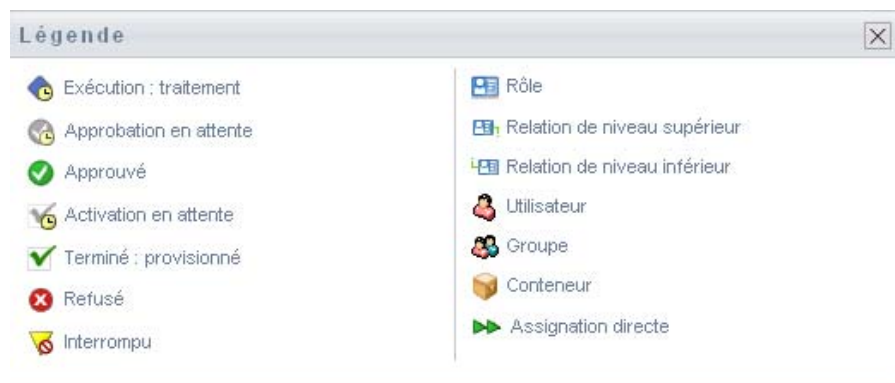 Légende
Exécution : traitement
Approbation en attente
Approuvé
Activation en attente
Terminé : provisionné
Refusé
Interrompu
Rôle
Relation de niveau supérieur
Relation de niveau inférieur
Utilisateur
Groupe
Conteneur
Assignation directe